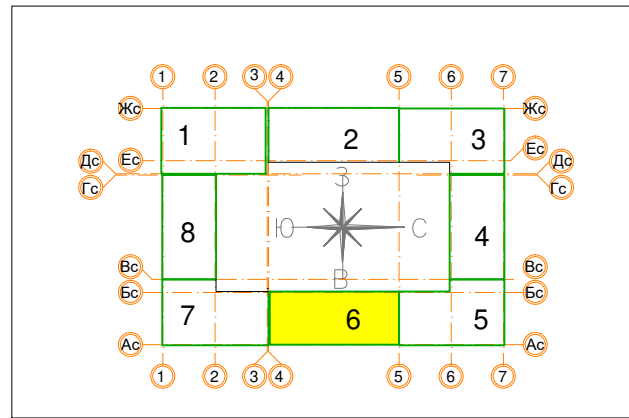 1 2 3 4 5 6 7
Жс Жс
1 2 3
Ес Ес
Дс Дс
Гс Гс
З
8 Ю С 4
В
Вс Вс
Бс Бс
7 6 5
Ас Ас
1 2 3 4 5 6 7